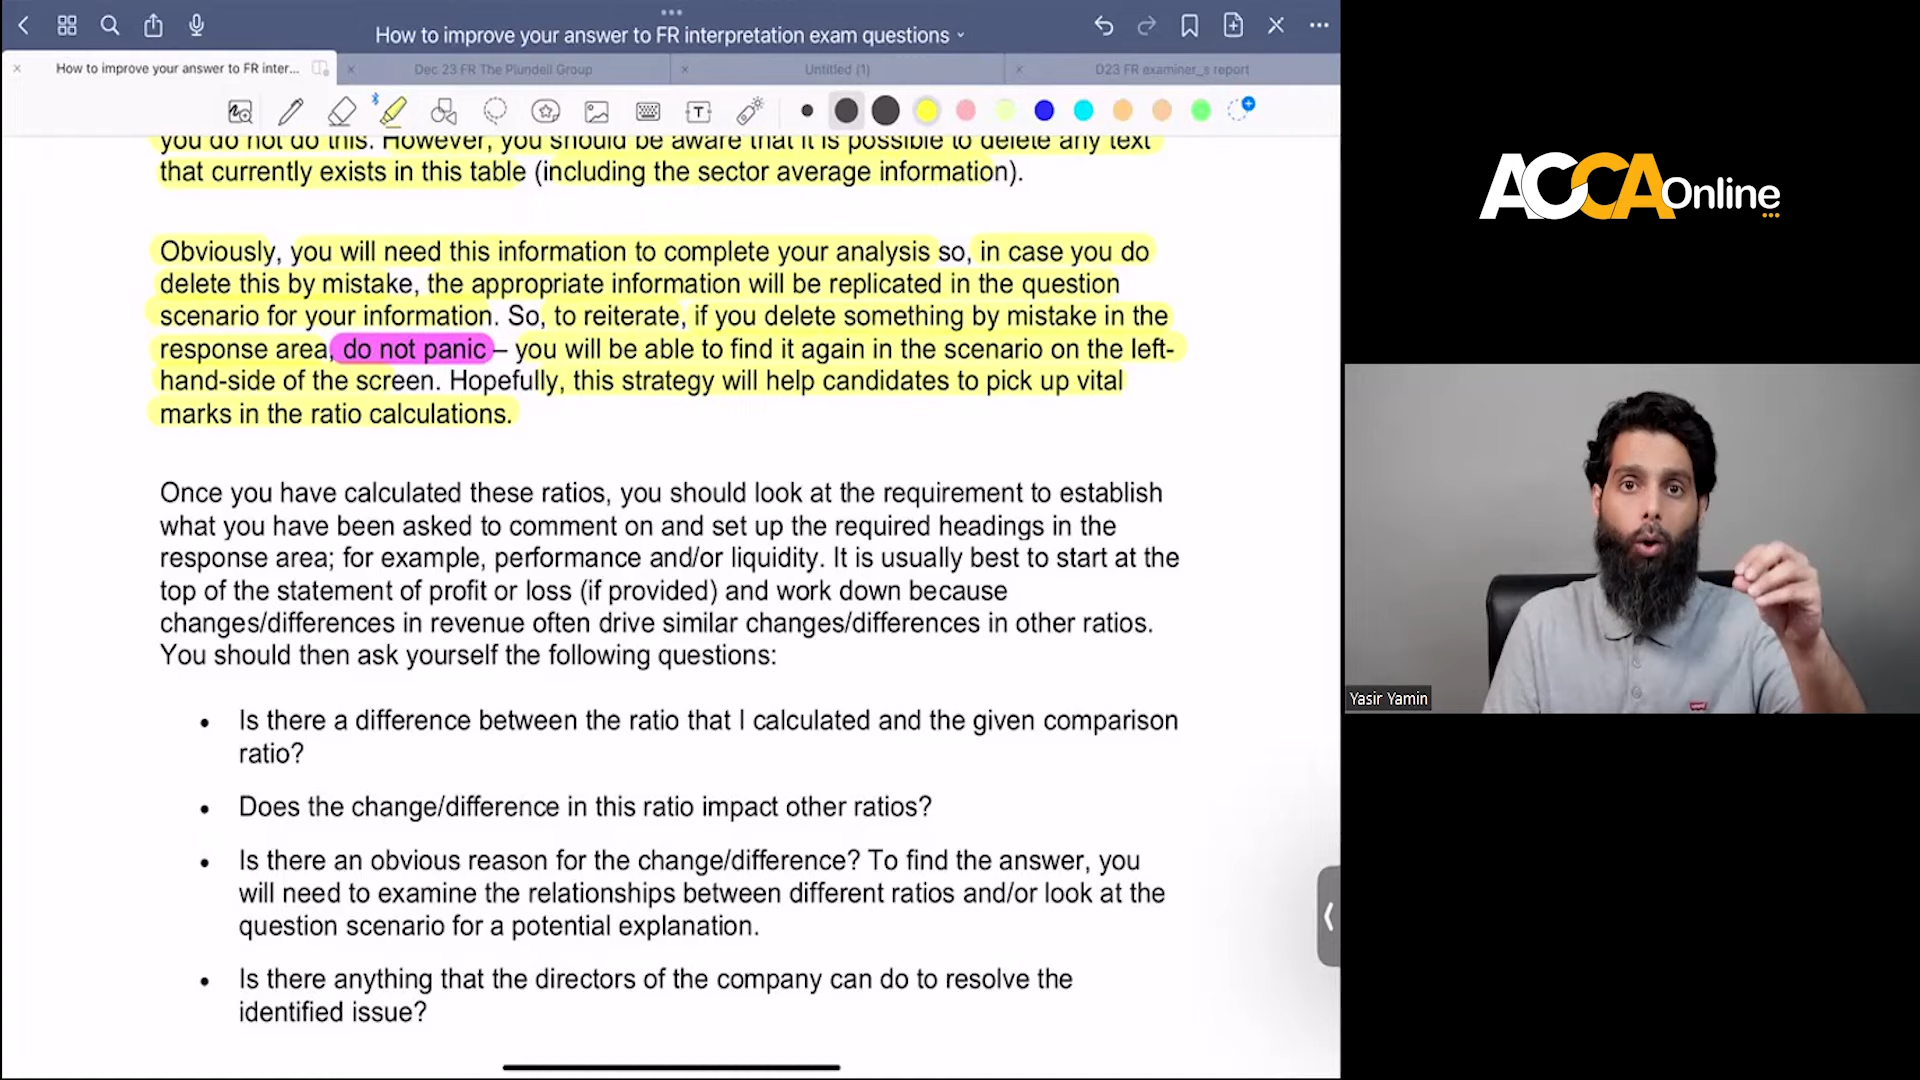 How to improve your answer to FR interpretation exam questions
How to improve your answer to FR inter...
Dec 23 FR The Plundell Group
Untitled (1)
D23 FR examiner_s report
you do not do this. However, you should be aware that it is possible to delete any text
that currently exists in this table (including the sector average information).
Obviously, you will need this information to complete your analysis so, in case you do
delete this by mistake, the appropriate information will be replicated in the question
scenario for your information. So, to reiterate, if you delete something by mistake in the
response area, do not panic – you will be able to find it again in the scenario on the left-
hand-side of the screen. Hopefully, this strategy will help candidates to pick up vital
marks in the ratio calculations.
Once you have calculated these ratios, you should look at the requirement to establish
what you have been asked to comment on and set up the required headings in the
response area; for example, performance and/or liquidity. It is usually best to start at the
top of the statement of profit or loss (if provided) and work down because
changes/differences in revenue often drive similar changes/differences in other ratios.
You should then ask yourself the following questions:
• Is there a difference between the ratio that I calculated and the given comparison
ratio?
• Does the change/difference in this ratio impact other ratios?
• Is there an obvious reason for the change/difference? To find the answer, you
will need to examine the relationships between different ratios and/or look at the
question scenario for a potential explanation.
• Is there anything that the directors of the company can do to resolve the
identified issue?
ACCA Online
Yasir Yamin